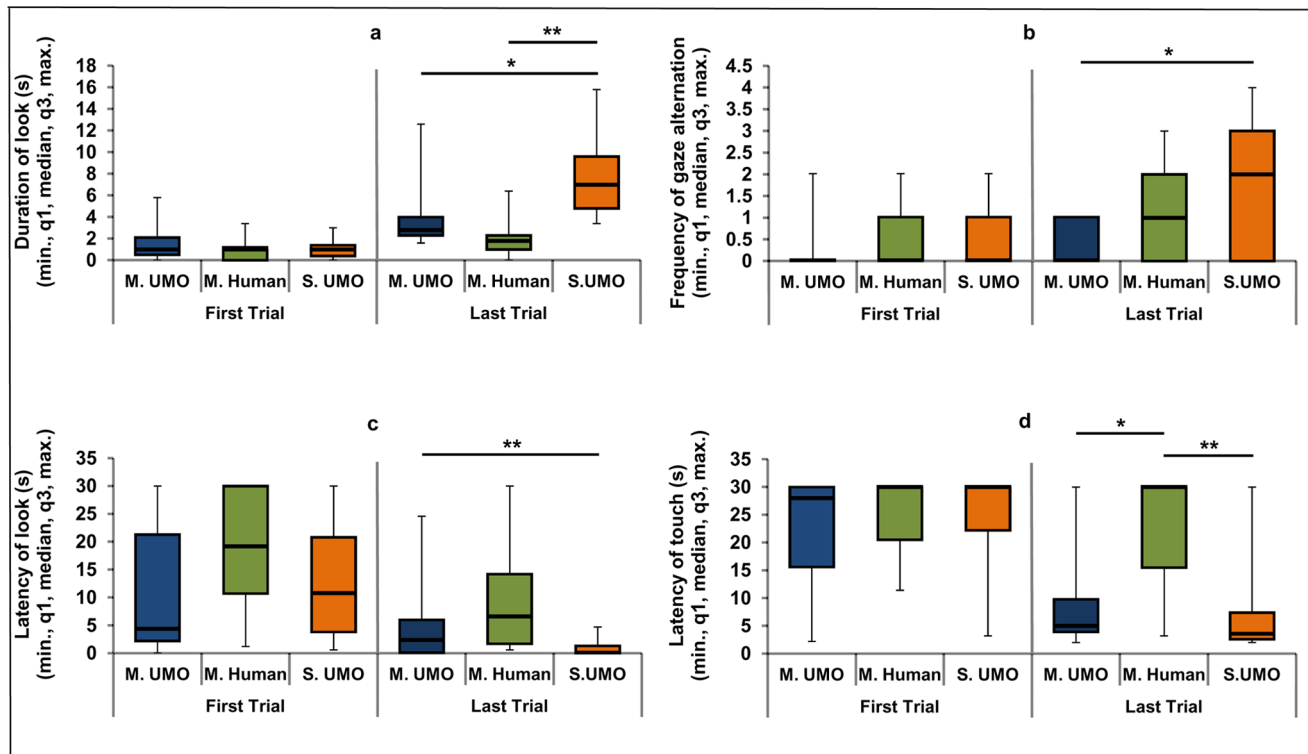 a
Duration of look (s)
(min., q1, median, q3, max.)
18
16
14
12
10
8
6
4
2
0
*
**
M. UMO M. Human S. UMO M. UMO M. Human S.UMO
First Trial Last Trial
b
Frequency of gaze alternation
(min., q1, median, q3, max.)
4.5
4
3.5
3
2.5
2
1.5
1
0.5
0
*
M. UMO M. Human S. UMO M. UMO M. Human S.UMO
First Trial Last Trial
c
Latency of look (s)
(min., q1, median, q3, max.)
35
30
25
20
15
10
5
0
**
M. UMO M. Human S. UMO M. UMO M. Human S.UMO
First Trial Last Trial
d
Latency of touch (s)
(min., q1, median, q3, max.)
35
30
25
20
15
10
5
0
*
**
M. UMO M. Human S. UMO M. UMO M. Human S.UMO
First Trial Last Trial